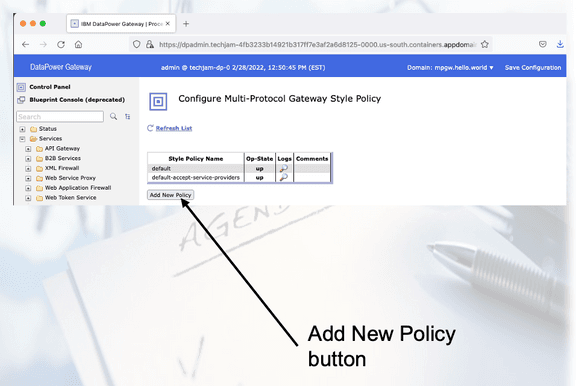 IBM DataPower Gateway | Proce
https://dpadmin.techjam-4fb3233b14921b317ff7e3af2a6d8125-0000.us-south.containers.appdoma
DataPower Gateway
admin @ techjam-dp-0 2/28/2022, 12:50:45 PM (EST)
Domain: mpgw.hello.world
Save Configuration
Control Panel
Blueprint Console (deprecated)
Search
Status
Services
API Gateway
B2B Services
XML Firewall
Web Service Proxy
Web Application Firewall
Web Token Service
Configure Multi-Protocol Gateway Style Policy
Refresh List
Style Policy Name Op-State Logs Comments
default up
default-accept-service-providers up
Add New Policy
AGENDA
Add New Policy
button